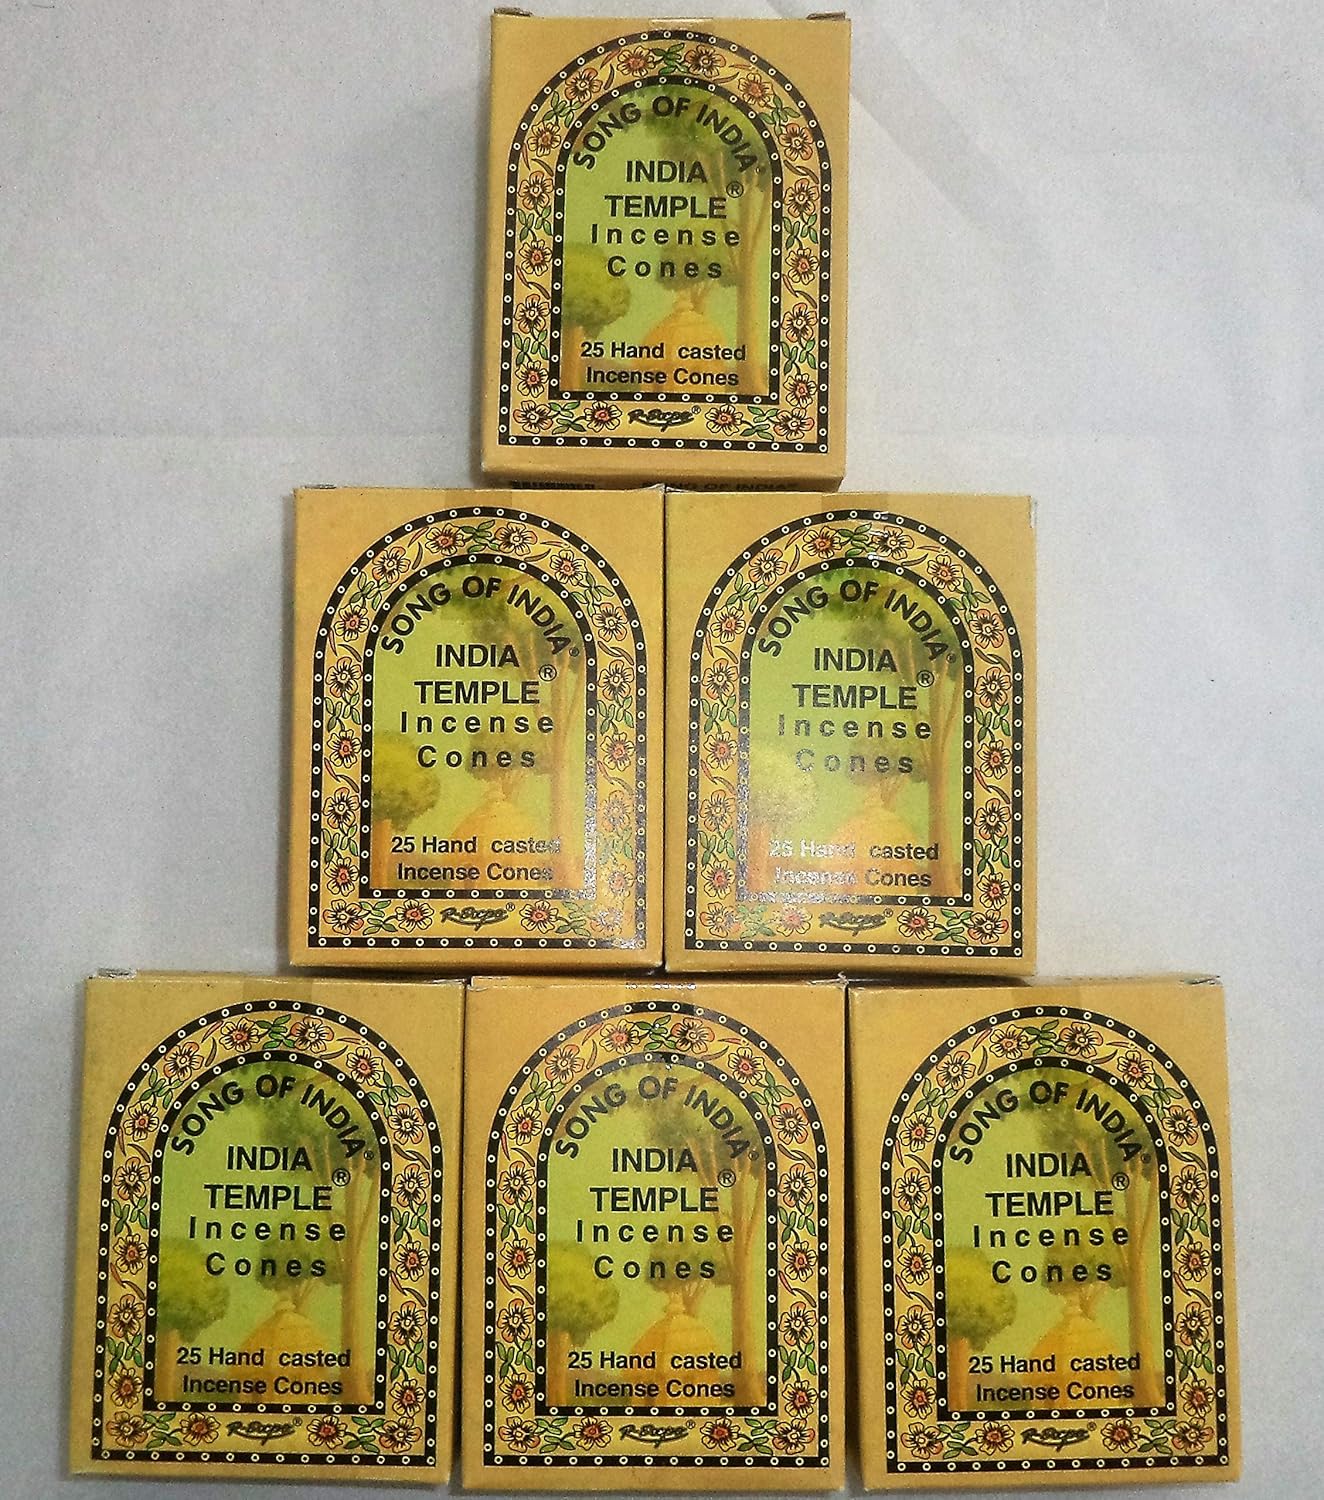 SONG OF INDIA®
INDIA
TEMPLE®
Incense
Cones
25 Hand casted
Incense Cones
R-Expo®
SONG OF INDIA®
SONG OF INDIA®
INDIA
TEMPLE®
Incense
Cones
25 Hand casted
Incense Cones
R-Expo®
SONG OF INDIA®
INDIA
TEMPLE®
Incense
Cones
25 Hand casted
Incense Cones
R-Expo®
SONG OF INDIA®
INDIA
TEMPLE®
Incense
Cones
25 Hand casted
Incense Cones
R-Expo®
SONG OF INDIA®
INDIA
TEMPLE®
Incense
Cones
25 Hand casted
Incense Cones
R-Expo®
SONG OF INDIA®
INDIA
TEMPLE®
Incense
Cones
25 Hand casted
Incense Cones
R-Expo®